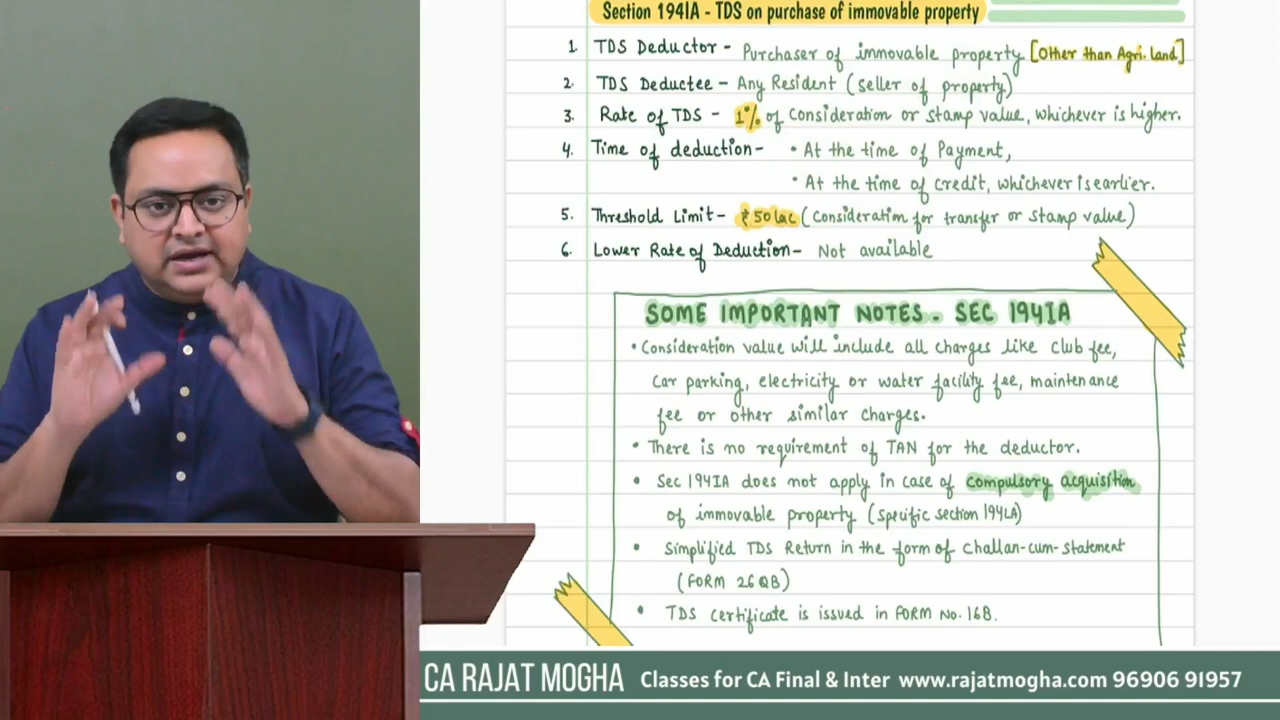 Section 194IA - TDS on purchase of immovable property
1. TDS Deductor - Purchaser of immovable property [Other than Agri. land]
2. TDS Deductee - Any Resident (seller of property)
3. Rate of TDS - 1% of Consideration or stamp value, whichever is higher.
4. Time of deduction - • At the time of Payment,
• At the time of credit, whichever is earlier.
5. Threshold Limit - ₹50 lac (Consideration for transfer or stamp value)
6. Lower Rate of Deduction - Not available
SOME IMPORTANT NOTES - SEC 194IA
• Consideration value will include all charges like club fee,
car parking, electricity or water facility fee, maintenance
fee or other similar charges.
• There is no requirement of TAN for the deductor.
• Sec 194IA does not apply in case of compulsory acquisition
of immovable property (specific section 194LA)
• Simplified TDS Return in the form of challan-cum-statement
(FORM 26QB)
• TDS certificate is issued in FORM No. 16B.
CA RAJAT MOGHA Classes for CA Final & Inter www.rajatmogha.com 96906 91957